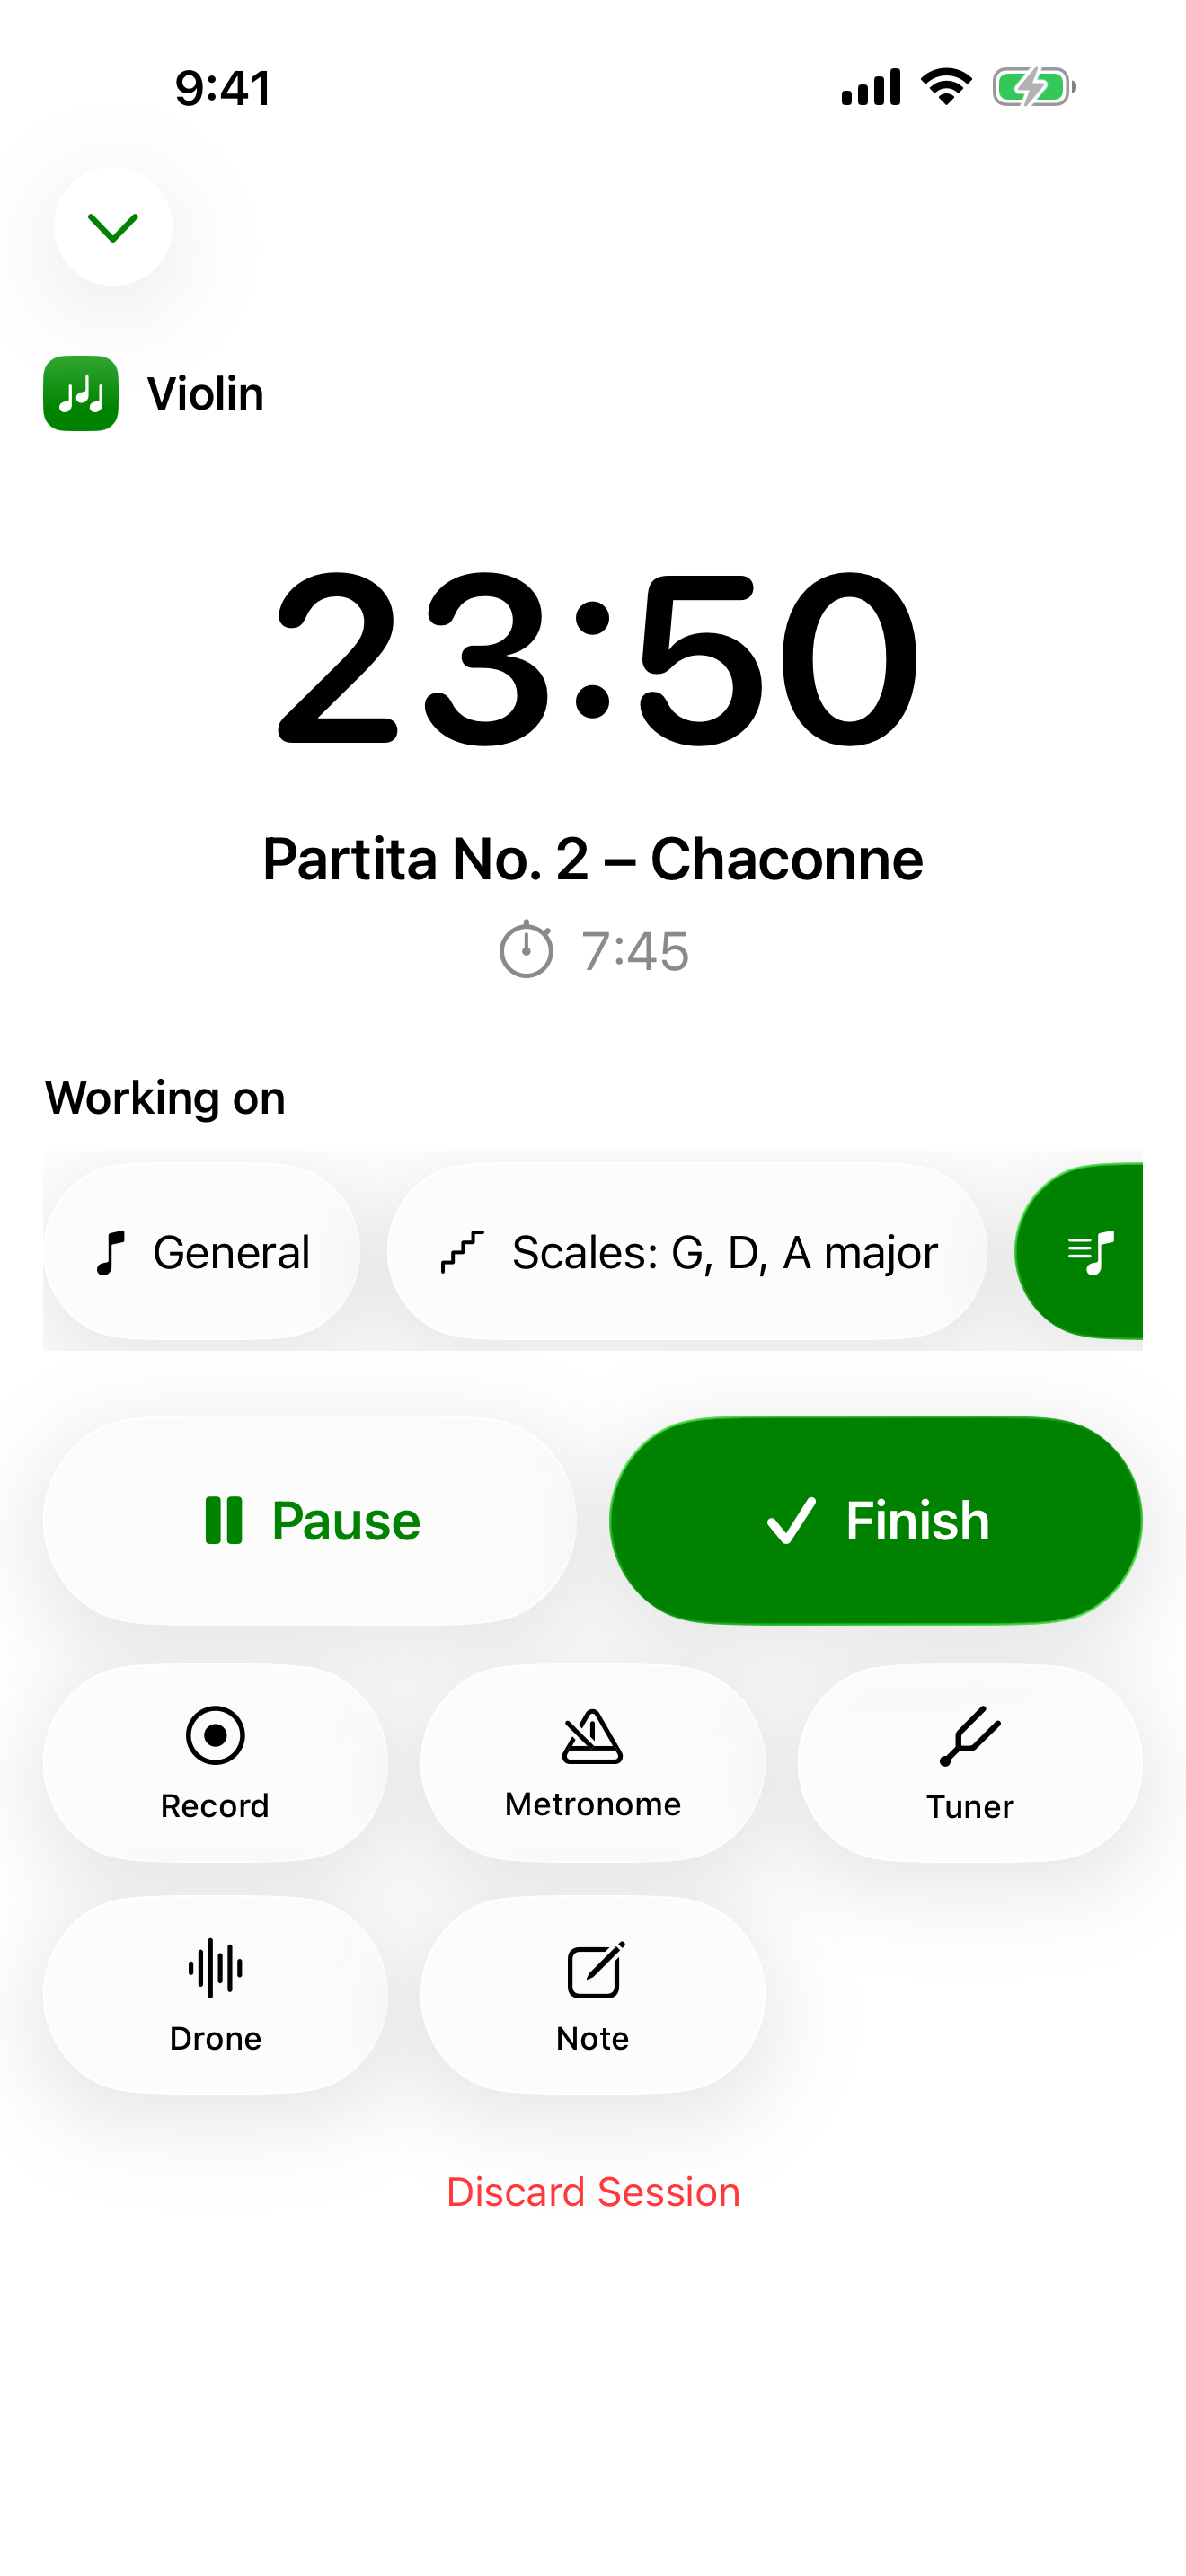 9:41
Violin
23:50
Partita No. 2 – Chaconne
7:45
Working on
General
Scales: G, D, A major
Pause
Finish
Record
Metronome
Tuner
Drone
Note
Discard Session